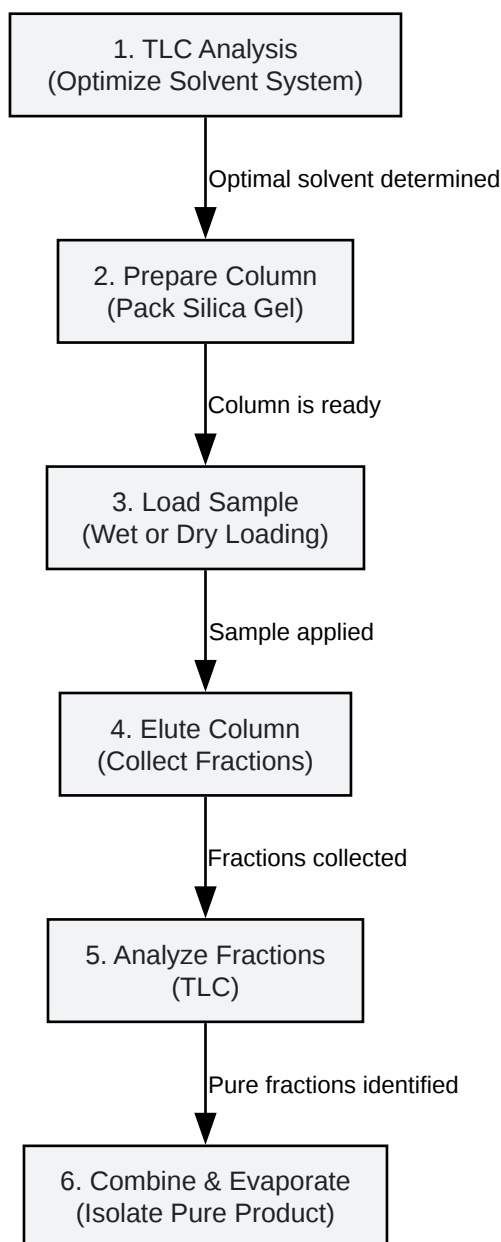 1. TLC Analysis
(Optimize Solvent System)
Optimal solvent determined
2. Prepare Column
(Pack Silica Gel)
Column is ready
3. Load Sample
(Wet or Dry Loading)
Sample applied
4. Elute Column
(Collect Fractions)
Fractions collected
5. Analyze Fractions
(TLC)
Pure fractions identified
6. Combine & Evaporate
(Isolate Pure Product)